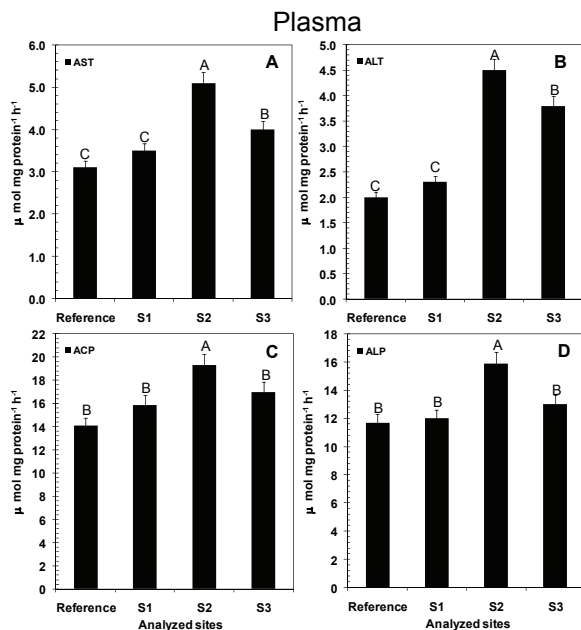 Plasma
AST
A
μ mol mg protein⁻¹ h⁻¹
6.0
5.0
4.0
3.0
2.0
1.0
0.0
C
C
A
B
Reference S1 S2 S3
ALT
B
μ mol mg protein⁻¹ h⁻¹
5.0
4.5
4.0
3.5
3.0
2.5
2.0
1.5
1.0
0.5
0.0
C
C
A
B
Reference S1 S2 S3
ACP
C
μ mol mg protein⁻¹ h⁻¹
22
20
18
16
14
12
10
8
6
4
2
0
B
B
A
B
Reference S1 S2 S3
Analyzed sites
ALP
D
μ mol mg protein⁻¹ h⁻¹
18
16
14
12
10
8
6
4
2
0
B
B
A
B
Reference S1 S2 S3
Analyzed sites